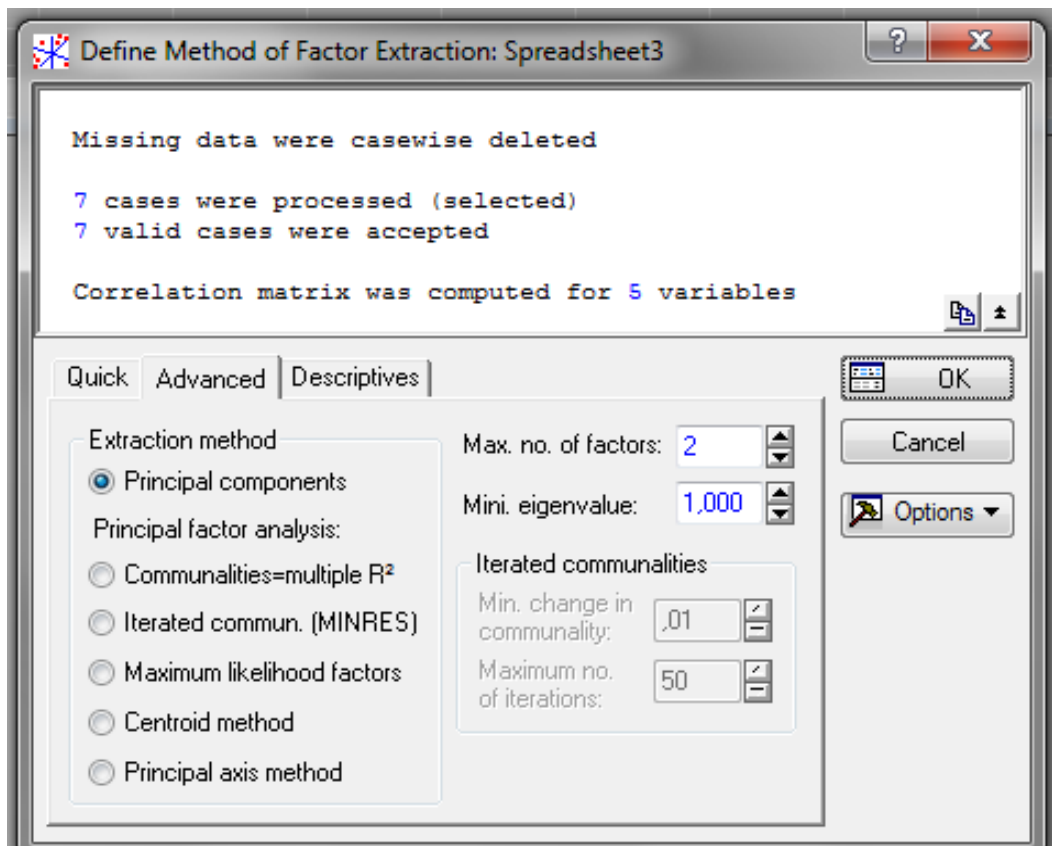 Define Method of Factor Extraction: Spreadsheet3
?
x
Missing data were casewise deleted
7 cases were processed (selected)
7 valid cases were accepted
Correlation matrix was computed for 5 variables
Quick
Advanced
Descriptives
Extraction method
Principal components
Principal factor analysis:
Communalities=multiple R²
Iterated commun. (MINRES)
Maximum likelihood factors
Centroid method
Principal axis method
Max. no. of factors: 2
Mini. eigenvalue: 1,000
Iterated communalities
Min. change in
communality: ,01
Maximum no.
of iterations: 50
OK
Cancel
Options